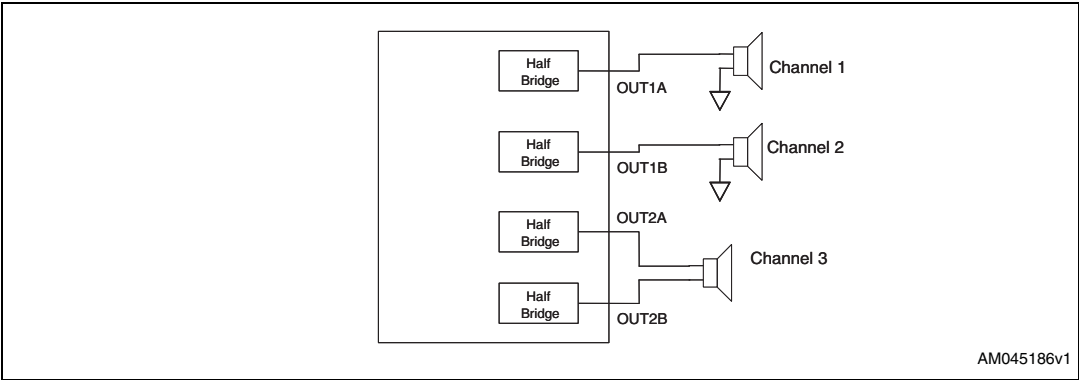 Half
Bridge
OUT1A
Channel 1
Half
Bridge
OUT1B
Channel 2
Half
Bridge
OUT2A
Channel 3
Half
Bridge
OUT2B
AM045186v1